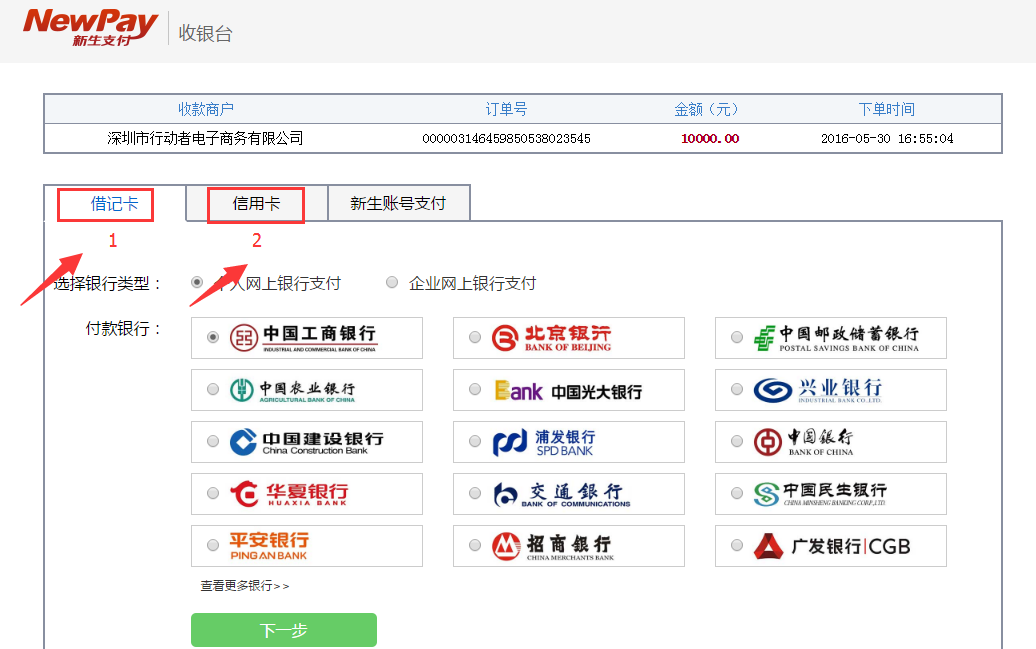 NewPay
新生支付
收银台
收款商户 订单号 金额（元） 下单时间
深圳市行动者电子商务有限公司 000003146459850538023545 10000.00 2016-05-30 16:55:04
借记卡 信用卡 新生账号支付
1 2
选择银行类型： 个人网上银行支付 企业网上银行支付
付款银行：
中国工商银行
INDUSTRIAL AND COMMERCIAL BANK OF CHINA
北京银行
BANK OF BEIJING
中国邮政储蓄银行
POSTAL SAVINGS BANK OF CHINA
中国农业银行
AGRICULTURAL BANK OF CHINA
Bank 中国光大银行
兴业银行
INDUSTRIAL BANK CO.,LTD.
中国建设银行
China Construction Bank
浦发银行
SPD BANK
中国银行
BANK OF CHINA
华夏银行
HUAXIA BANK
交通銀行
BANK OF COMMUNICATIONS
中国民生银行
CHINA MINSHENG BANKING CORP.,LTD
平安银行
PING AN BANK
招商银行
CHINA MERCHANTS BANK
广发银行|CGB
查看更多银行>>
下一步